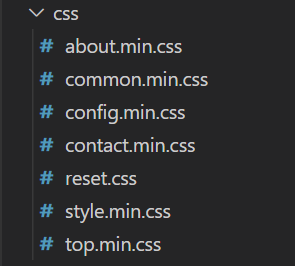 css
# about.min.css
# common.min.css
# config.min.css
# contact.min.css
# reset.css
# style.min.css
# top.min.css